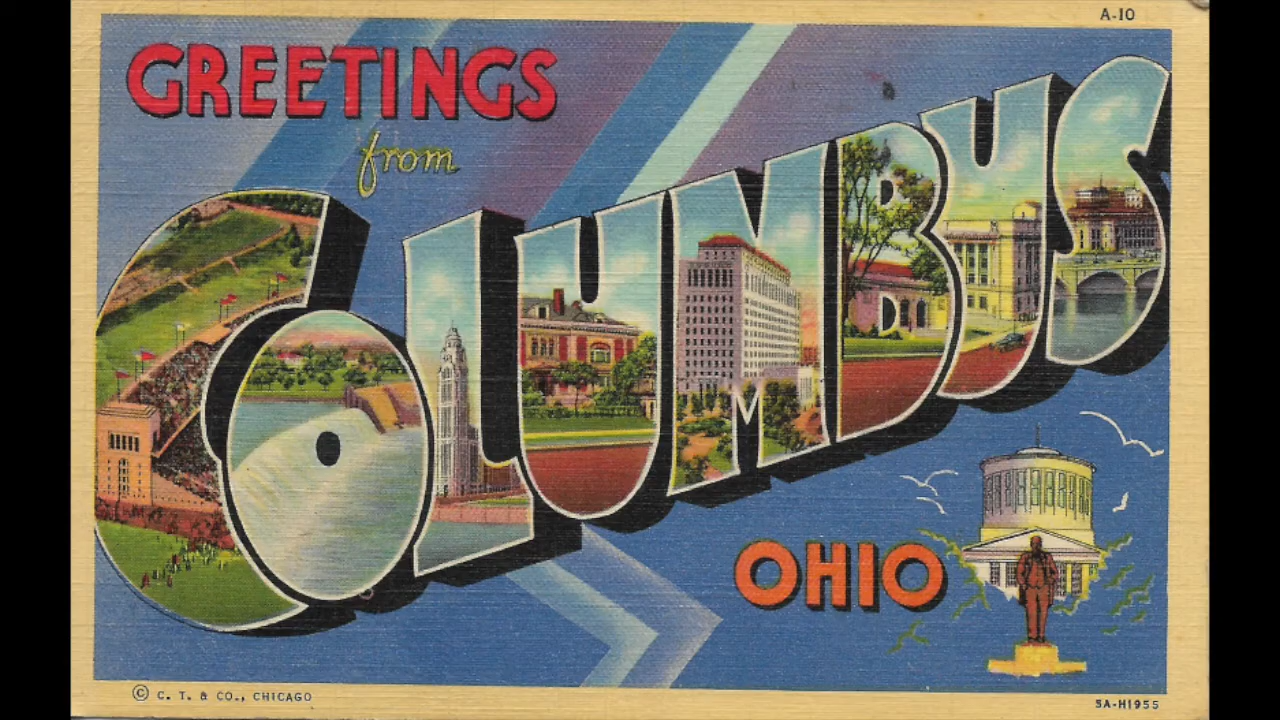 A-10
GREETINGS
from
COLUMBUS
OHIO
© C. T. & CO., CHICAGO
5A-H1955